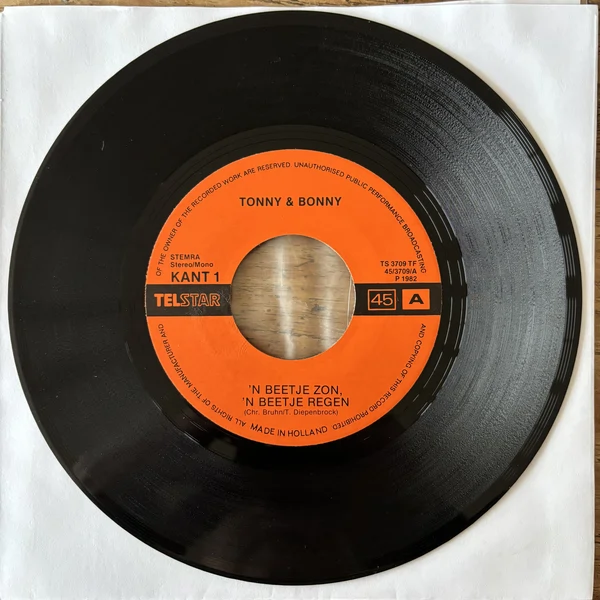 OF THE OWNER OF THE RECORDED WORK ARE RESERVED. UNAUTHORISED PUBLIC PERFORMANCE BROADCASTING
TONNY & BONNY
STEMRA
Stereo/Mono
KANT 1
TS 3709 TF
45/3709/A
P 1982
TELSTAR
45
A
'N BEETJE ZON,
'N BEETJE REGEN
(Chr. Bruhn/T. Diepenbrock)
AND COPYING OF THIS RECORD PROHIBITED.
MADE IN HOLLAND
ALL RIGHTS OF THE MANUFACTURER AND